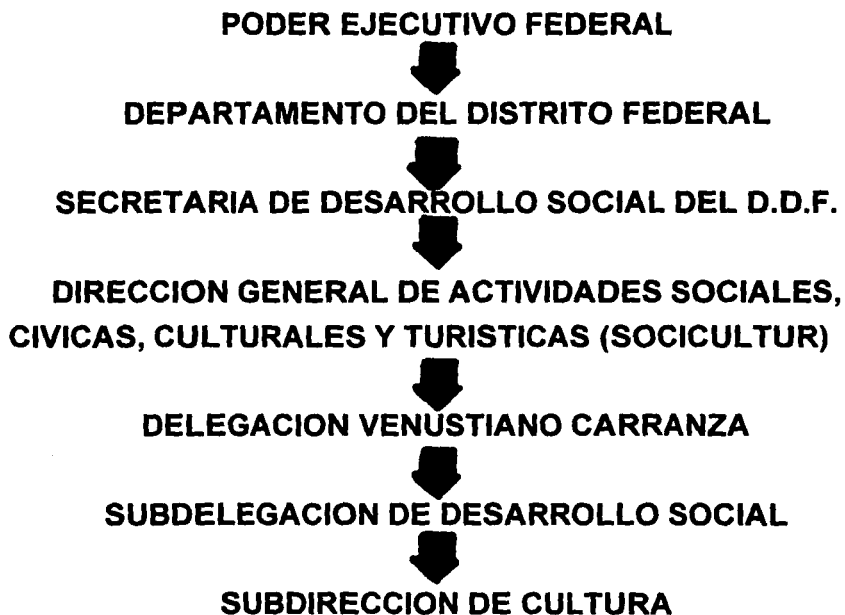 PODER EJECUTIVO FEDERAL
DEPARTAMENTO DEL DISTRITO FEDERAL
SECRETARIA DE DESARROLLO SOCIAL DEL D.D.F.
DIRECCION GENERAL DE ACTIVIDADES SOCIALES,
CIVICAS, CULTURALES Y TURISTICAS (SOCICULTUR)
DELEGACION VENUSTIANO CARRANZA
SUBDELEGACION DE DESARROLLO SOCIAL
SUBDIRECCION DE CULTURA